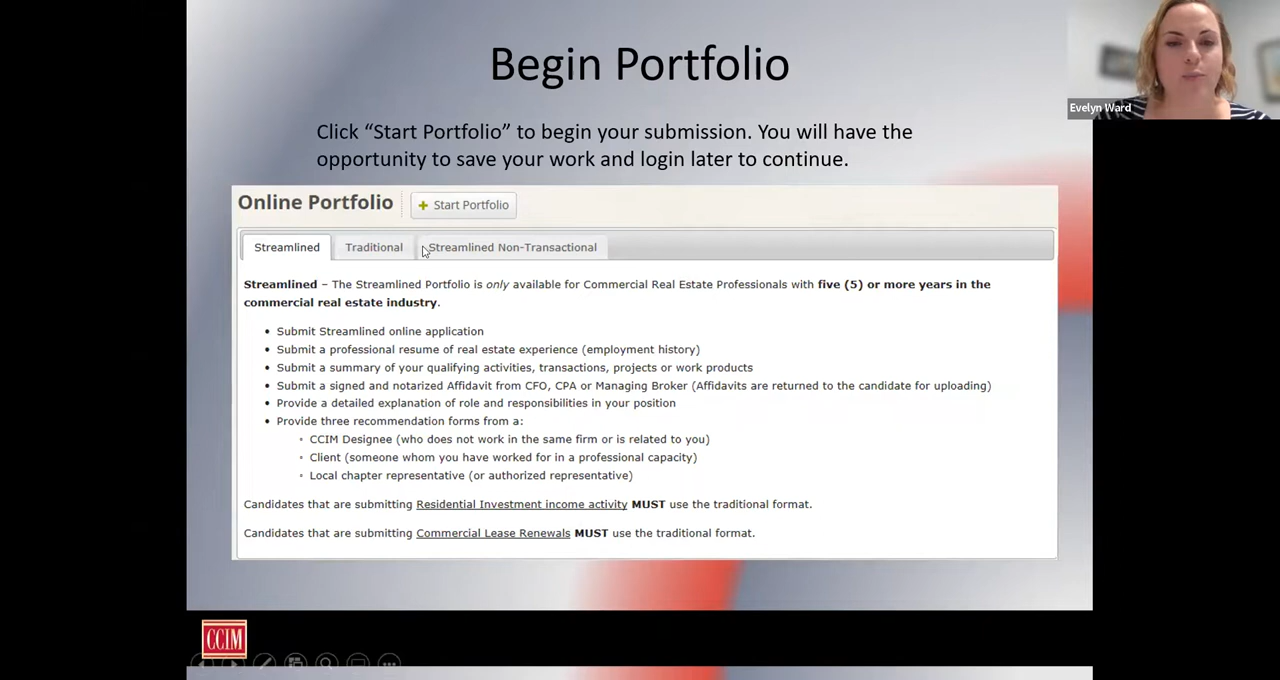 Begin Portfolio
Evelyn Ward
Click “Start Portfolio” to begin your submission. You will have the
opportunity to save your work and login later to continue.
Online Portfolio
+ Start Portfolio
Streamlined Traditional Streamlined Non-Transactional
Streamlined – The Streamlined Portfolio is only available for Commercial Real Estate Professionals with five (5) or more years in the
commercial real estate industry.
• Submit Streamlined online application
• Submit a professional resume of real estate experience (employment history)
• Submit a summary of your qualifying activities, transactions, projects or work products
• Submit a signed and notarized Affidavit from CFO, CPA or Managing Broker (Affidavits are returned to the candidate for uploading)
• Provide a detailed explanation of role and responsibilities in your position
• Provide three recommendation forms from a:
◦ CCIM Designee (who does not work in the same firm or is related to you)
◦ Client (someone whom you have worked for in a professional capacity)
◦ Local chapter representative (or authorized representative)
Candidates that are submitting Residential Investment income activity MUST use the traditional format.
Candidates that are submitting Commercial Lease Renewals MUST use the traditional format.
CCIM